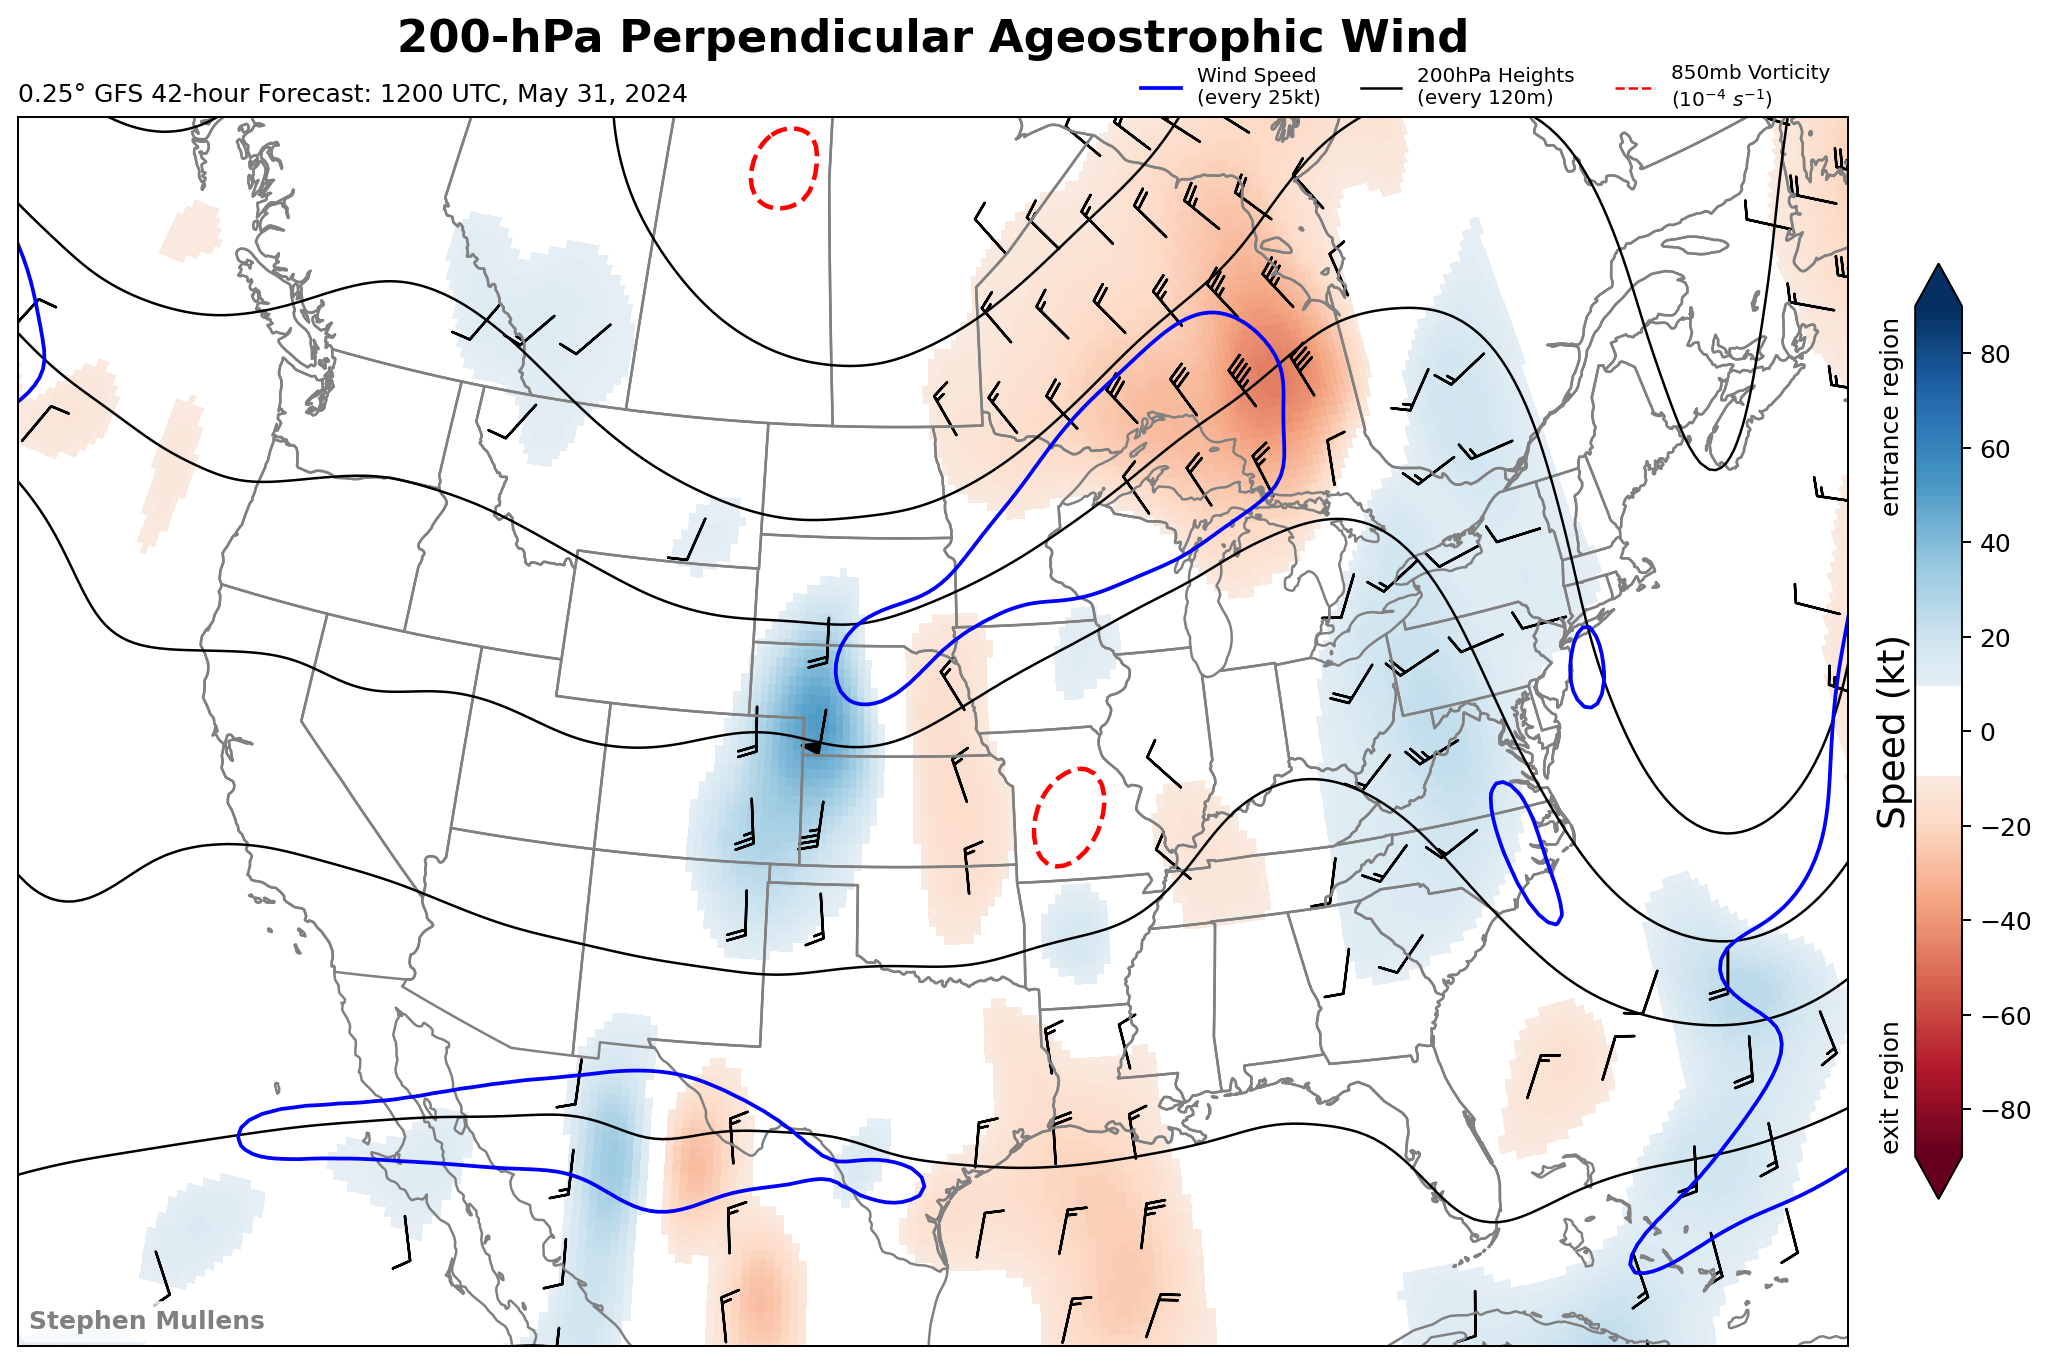 200-hPa Perpendicular Ageostrophic Wind
0.25° GFS 42-hour Forecast: 1200 UTC, May 31, 2024
Wind Speed
(every 25kt)
200hPa Heights
(every 120m)
850mb Vorticity
(10⁻⁴ s⁻¹)
entrance region
Speed (kt)
exit region
80
60
40
20
0
−20
−40
−60
−80
Stephen Mullens